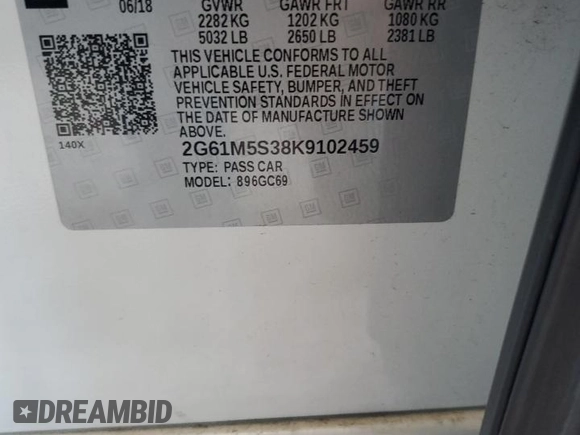 06/18 GVWR GAWR FRT GAWR RR
2282 KG 1202 KG 1080 KG
5032 LB 2650 LB 2381 LB
THIS VEHICLE CONFORMS TO ALL
APPLICABLE U.S. FEDERAL MOTOR
VEHICLE SAFETY, BUMPER, AND THEFT
PREVENTION STANDARDS IN EFFECT ON
THE DATE OF MANUFACTURE SHOWN
ABOVE.
140X
2G61M5S38K9102459
TYPE: PASS CAR
MODEL: 896GC69
DREAMBID